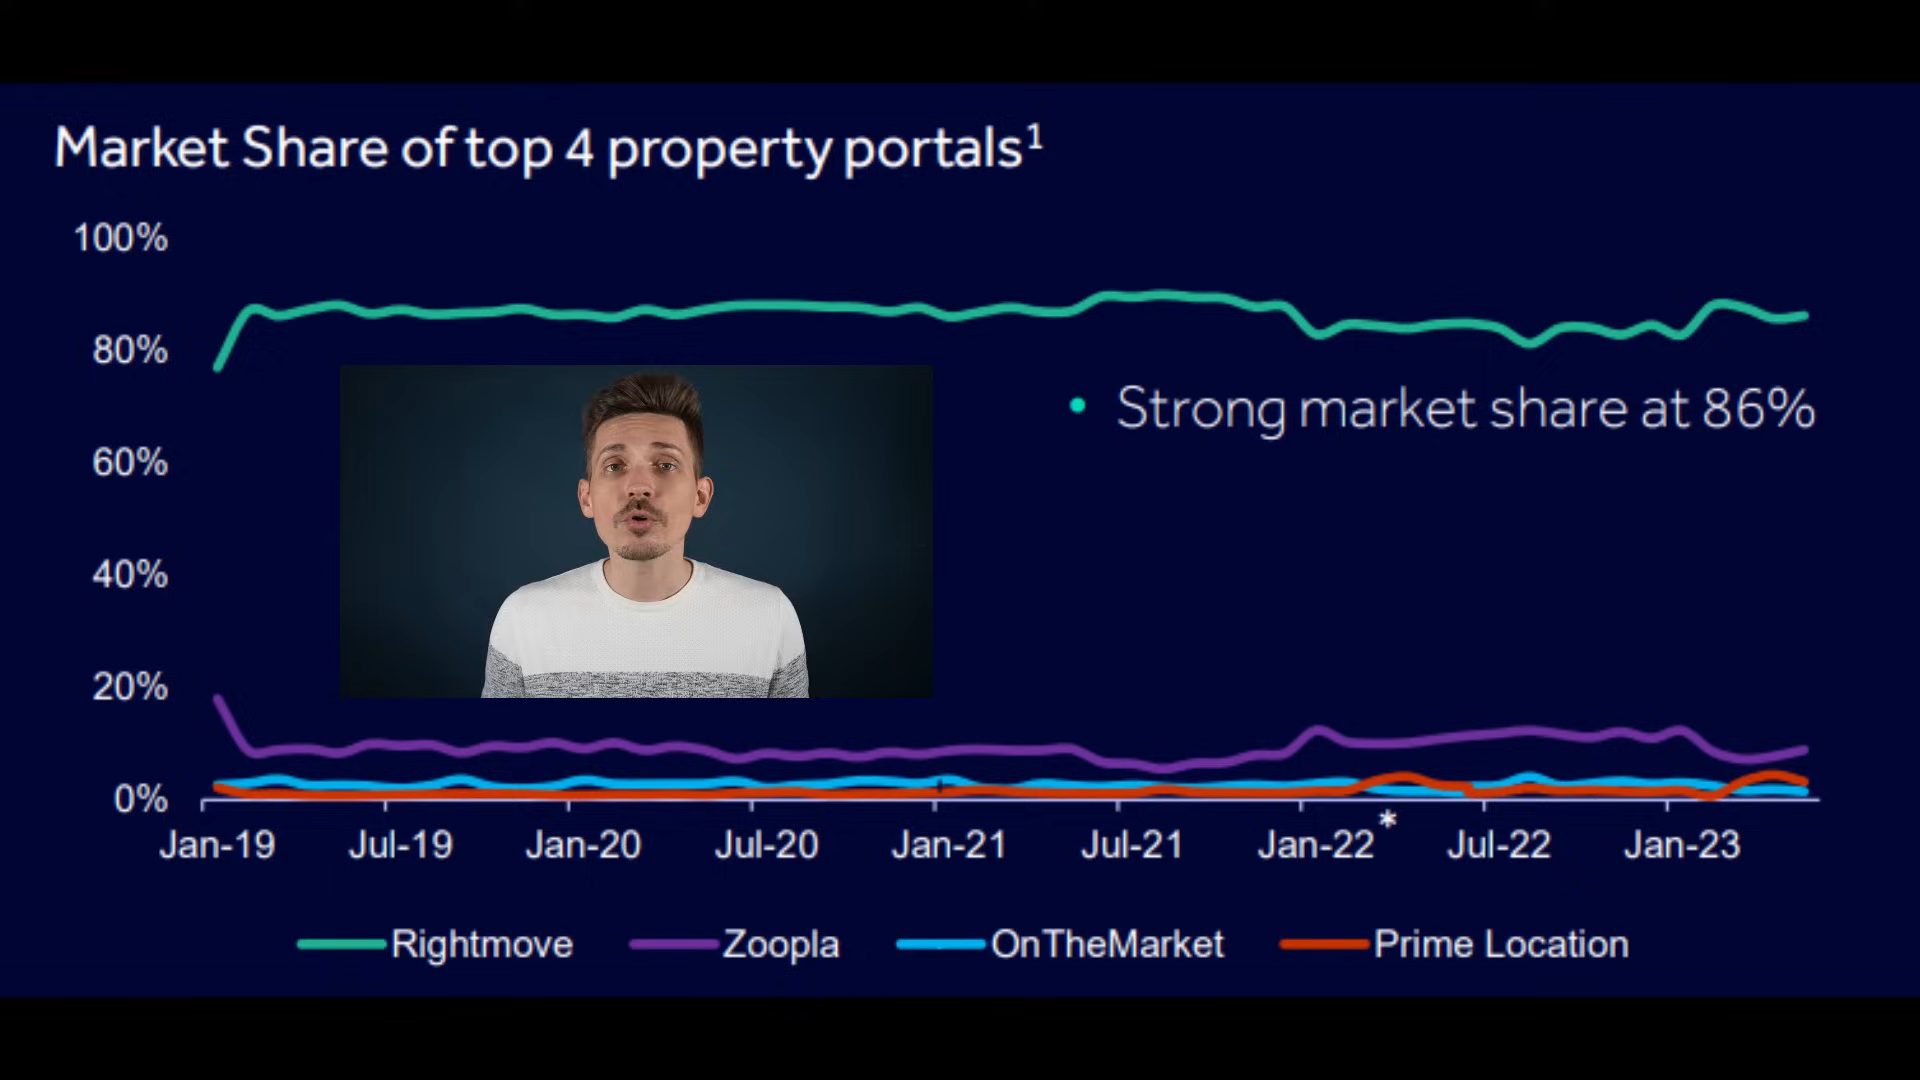 Market Share of top 4 property portals¹
100%
80%
• Strong market share at 86%
60%
40%
20%
0%
Jan-19 Jul-19 Jan-20 Jul-20 Jan-21 Jul-21 Jan-22 * Jul-22 Jan-23
Rightmove Zoopla OnTheMarket Prime Location